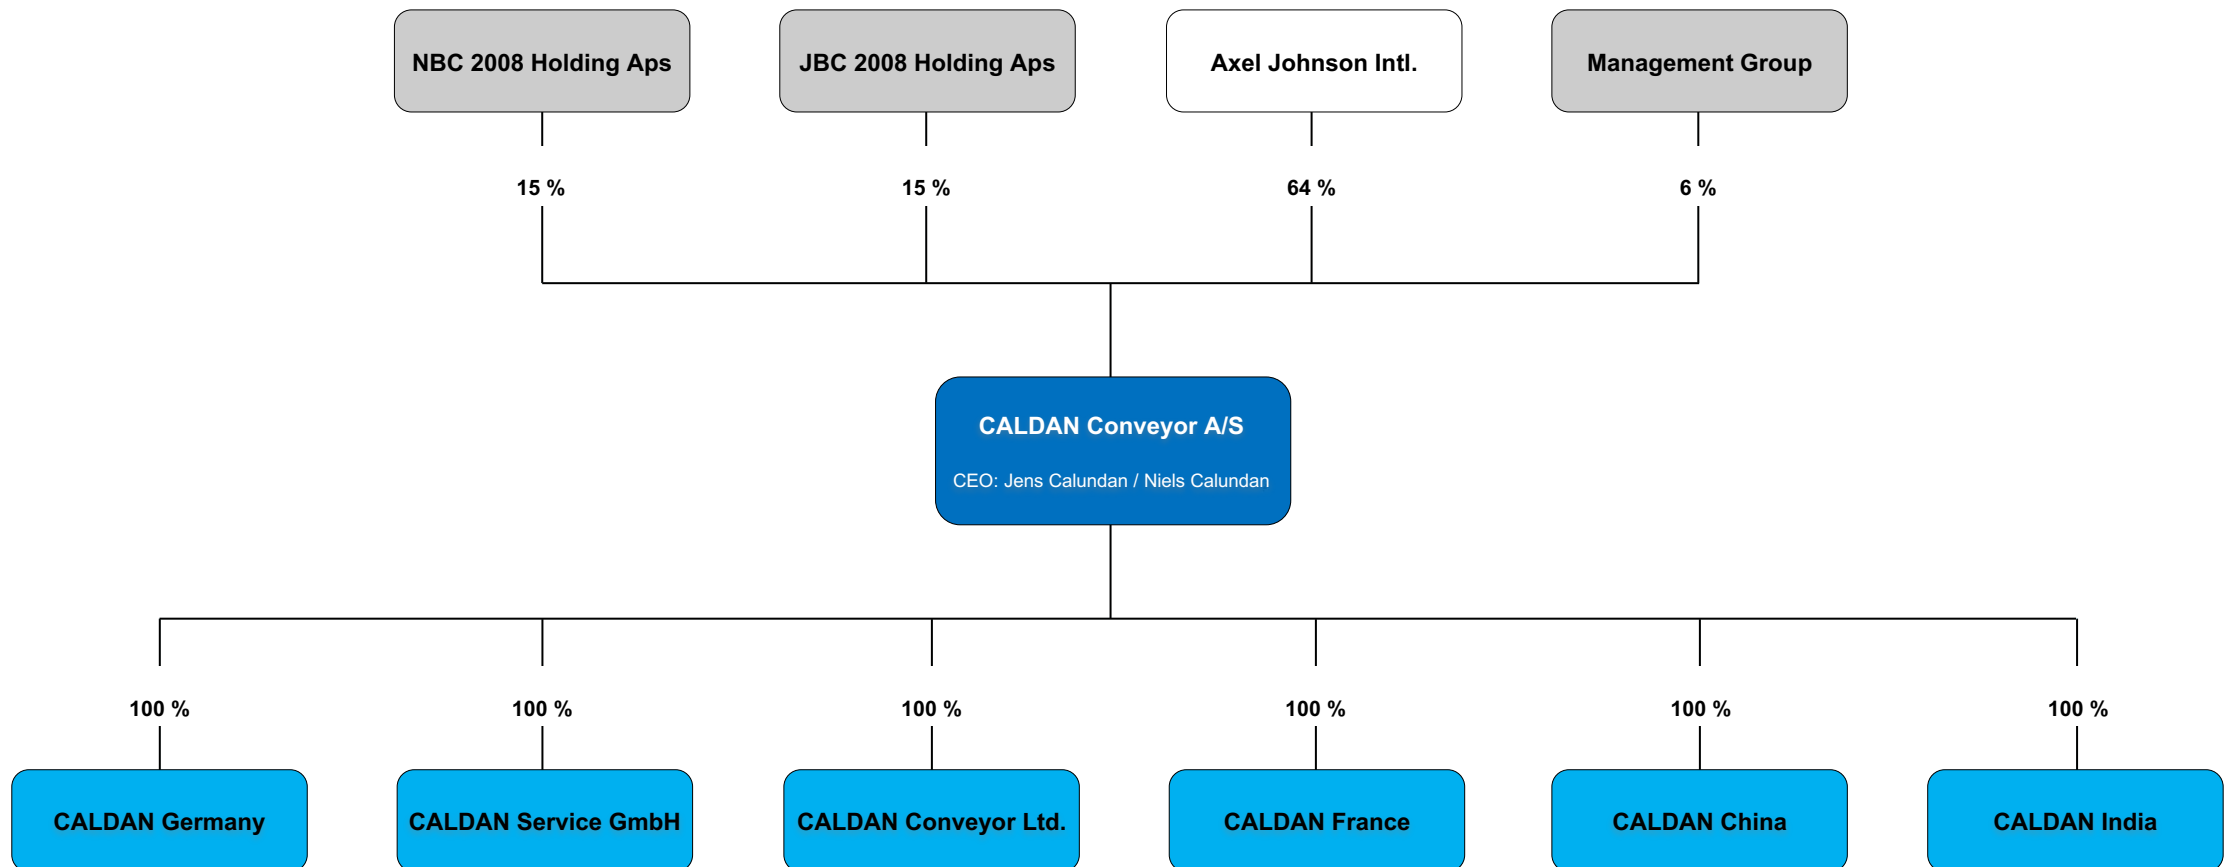 NBC 2008 Holding Aps
JBC 2008 Holding Aps
Axel Johnson Intl.
Management Group
15 %
15 %
64 %
6 %
CALDAN Conveyor A/S
CEO: Jens Calundan / Niels Calundan
100 %
100 %
100 %
100 %
100 %
100 %
CALDAN Germany
CALDAN Service GmbH
CALDAN Conveyor Ltd.
CALDAN France
CALDAN China
CALDAN India